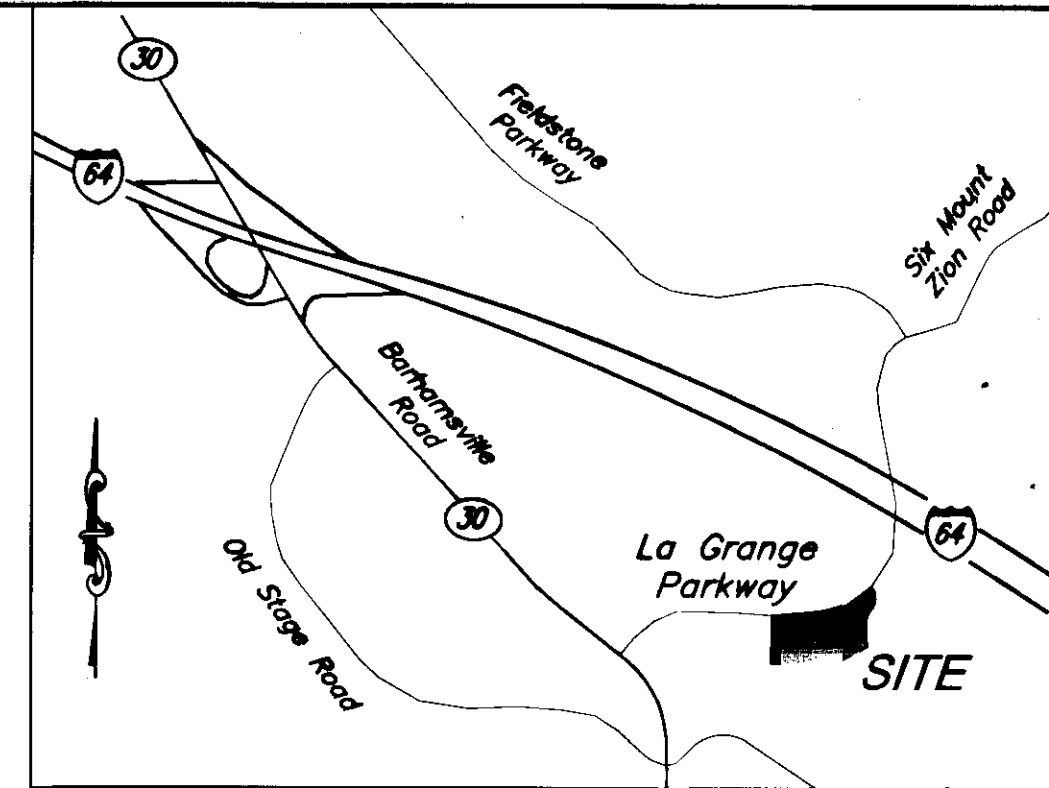 30
Fieldstone
Parkway
64
Six Mount
Zion Road
Barhamsville
Road
30
64
La Grange
Parkway
Old Stage Road
SITE